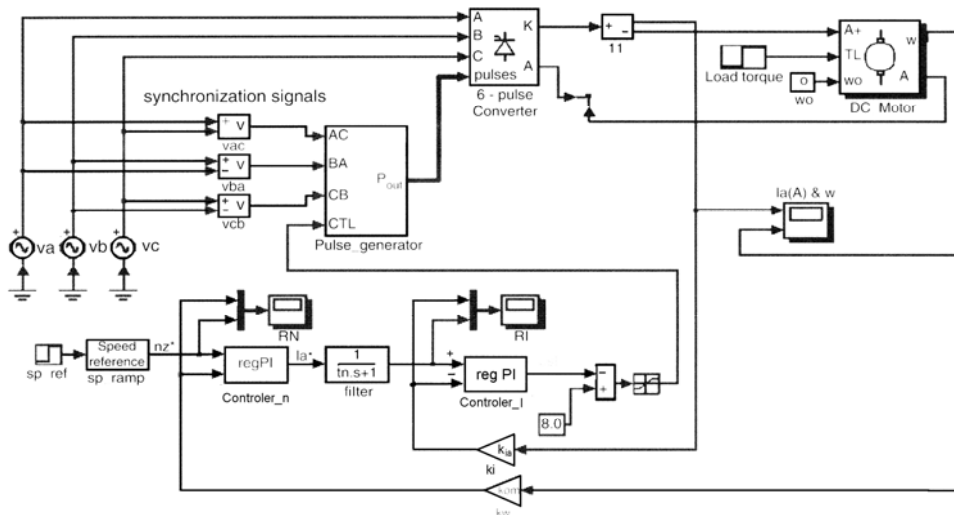 A
B
C
pulses
K
A
6 - pulse
Converter
+ -
11
Load torque
o
wo
A+
TL
wo
w
A
DC Motor
synchronization signals
+
v
vac
+
-
v
vba
+
-
v
vcb
AC
BA
CB
CTL
Pout
Pulse_generator
Ia(A) & w
+
va
+
vb
+
vc
sp ref
Speed
reference
sp ramp
nz*
RN
regPI
Controler_n
Ia*
1
tn.s+1
filter
RI
+
-
reg PI
Controler_I
8.0
-
+
kia
ki
kom
kw